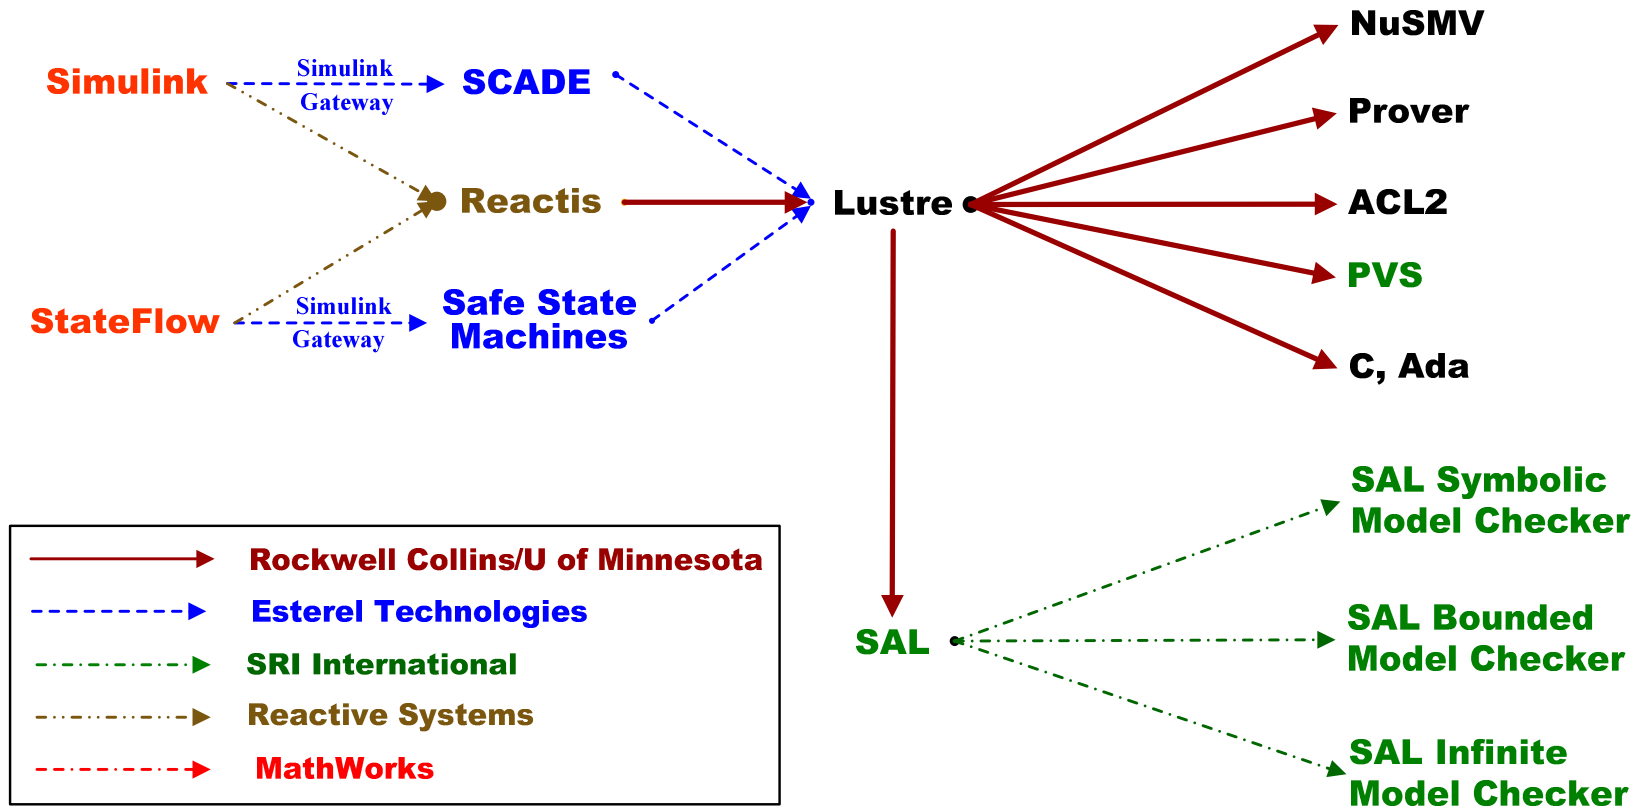 Simulink
Simulink
Gateway
SCADE
Reactis
StateFlow
Simulink
Gateway
Safe State
Machines
Lustre
NuSMV
Prover
ACL2
PVS
C, Ada
SAL
SAL Symbolic
Model Checker
SAL Bounded
Model Checker
SAL Infinite
Model Checker
Rockwell Collins/U of Minnesota
Esterel Technologies
SRI International
Reactive Systems
MathWorks